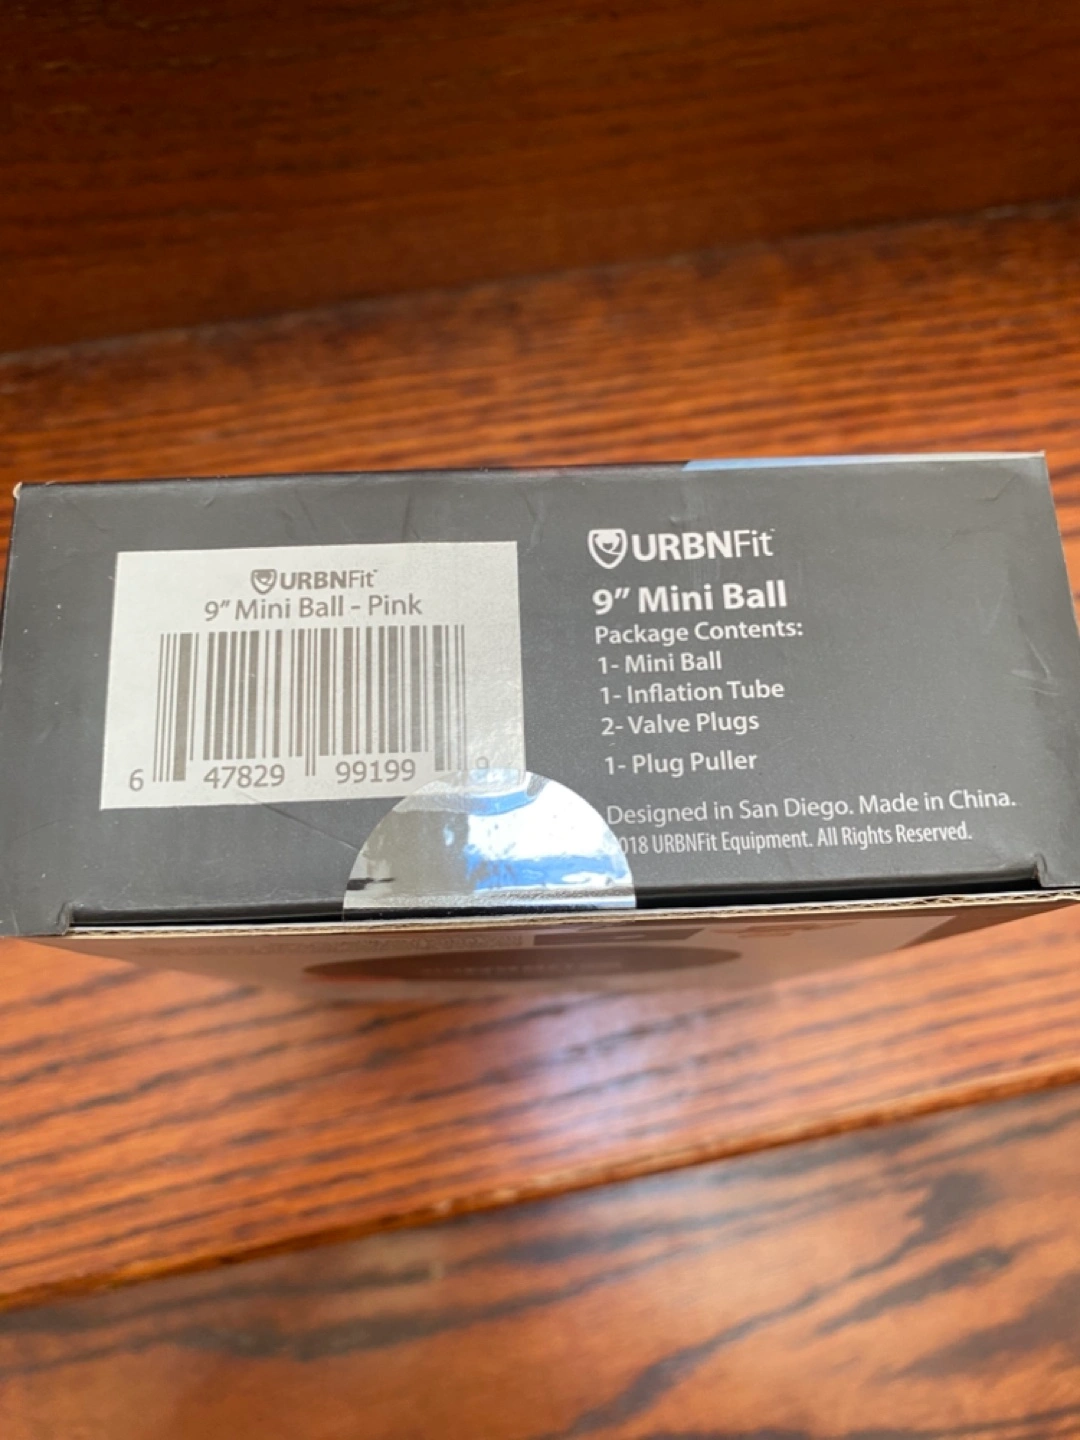 URBNFit
9" Mini Ball - Pink
6 47829 99199 9
URBNFit™
9" Mini Ball
Package Contents:
1- Mini Ball
1- Inflation Tube
2- Valve Plugs
1- Plug Puller
Designed in San Diego. Made in China.
URBNFit Equipment. All Rights Reserved.